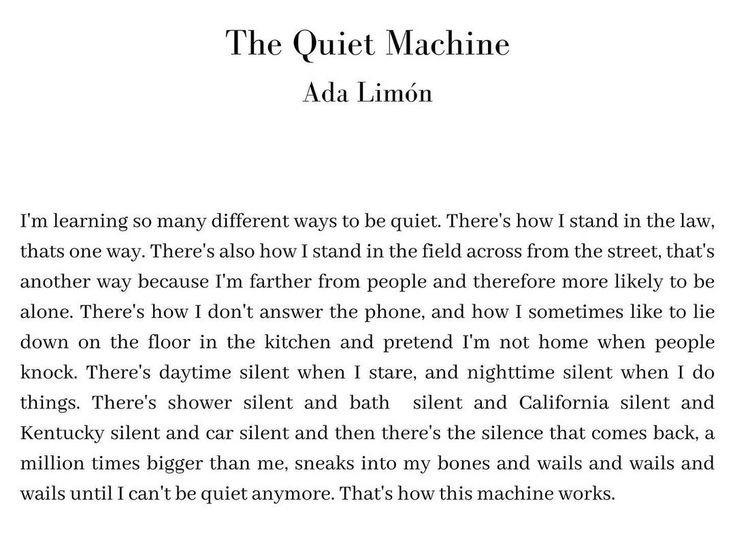 The Quiet Machine
Ada Limón
I'm learning so many different ways to be quiet. There's how I stand in the law,
thats one way. There's also how I stand in the field across from the street, that's
another way because I'm farther from people and therefore more likely to be
alone. There's how I don't answer the phone, and how I sometimes like to lie
down on the floor in the kitchen and pretend I'm not home when people
knock. There's daytime silent when I stare, and nighttime silent when I do
things. There's shower silent and bath silent and California silent and
Kentucky silent and car silent and then there's the silence that comes back, a
million times bigger than me, sneaks into my bones and wails and wails and
wails until I can't be quiet anymore. That's how this machine works.